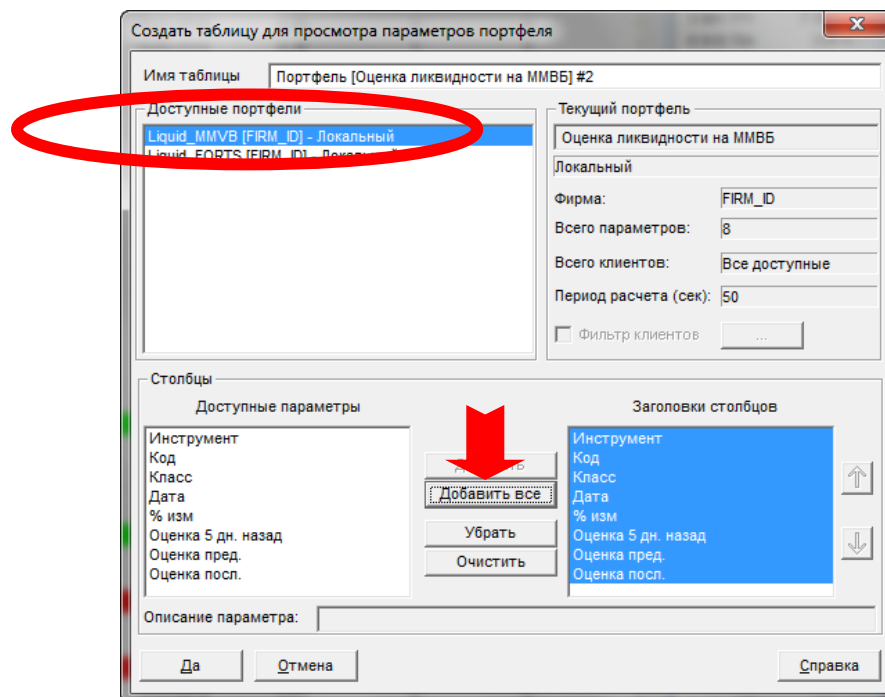 Создать таблицу для просмотра параметров портфеля
Имя таблицы
Портфель [Оценка ликвидности на ММВБ] #2
Доступные портфели
Liquid_MMVB [FIRM_ID] - Локальный
Liquid_FORTS [FIRM_ID] - Локальный
Текущий портфель
Оценка ликвидности на ММВБ
Локальный
Фирма: FIRM_ID
Всего параметров: 8
Всего клиентов: Все доступные
Период расчета (сек): 50
Фильтр клиентов ...
Столбцы
Доступные параметры
Инструмент
Код
Класс
Дата
% изм
Оценка 5 дн. назад
Оценка пред.
Оценка посл.
Добавить все
Убрать
Очистить
Заголовки столбцов
Инструмент
Код
Класс
Дата
% изм
Оценка 5 дн. назад
Оценка пред.
Оценка посл.
Описание параметра:
Да
Отмена
Справка